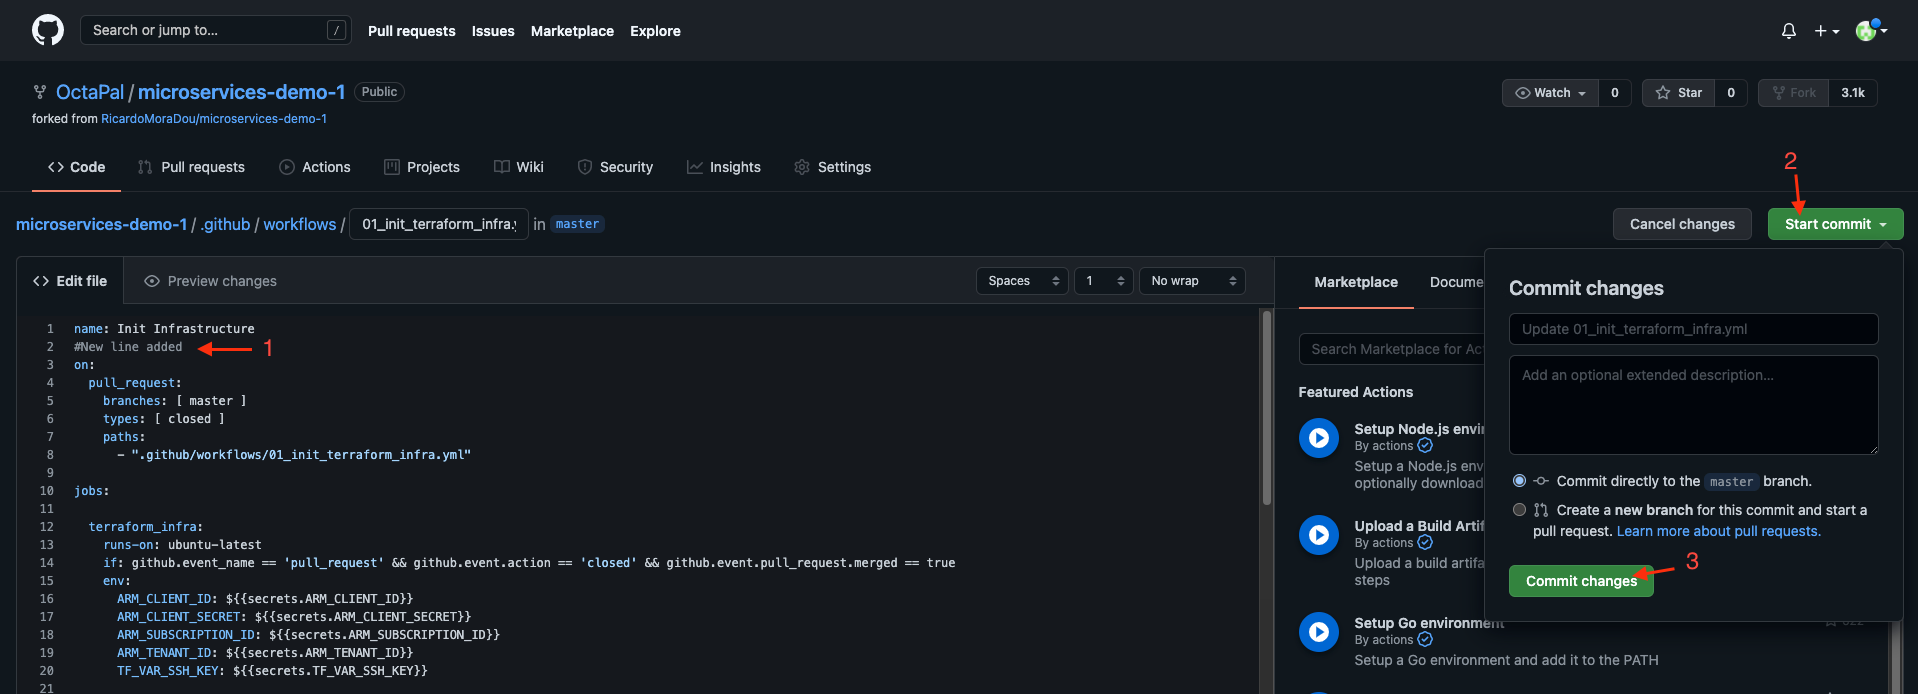 Search or jump to...
/
Pull requests
Issues
Marketplace
Explore
OctaPal / microservices-demo-1
Public
Watch
0
Star
0
Fork
3.1k
forked from RicardoMoraDou/microservices-demo-1
Code
Pull requests
Actions
Projects
Wiki
Security
Insights
Settings
2
microservices-demo-1 / .github / workflows / 01_init_terraform_infra. in master
Cancel changes
Start commit
Edit file
Preview changes
Spaces
1
No wrap
1 name: Init Infrastructure
2 #New line added
1
3 on:
4 pull_request:
5 branches: [ master ]
6 types: [ closed ]
7 paths:
8 - ".github/workflows/01_init_terraform_infra.yml"
9
10 jobs:
11
12 terraform_infra:
13 runs-on: ubuntu-latest
14 if: github.event_name == 'pull_request' && github.event.action == 'closed' && github.event.pull_request.merged == true
15 env:
16 ARM_CLIENT_ID: ${{secrets.ARM_CLIENT_ID}}
17 ARM_CLIENT_SECRET: ${{secrets.ARM_CLIENT_SECRET}}
18 ARM_SUBSCRIPTION_ID: ${{secrets.ARM_SUBSCRIPTION_ID}}
19 ARM_TENANT_ID: ${{secrets.ARM_TENANT_ID}}
20 TF_VAR_SSH_KEY: ${{secrets.TF_VAR_SSH_KEY}}
21
Marketplace
Docume
Search Marketplace for Ac
Featured Actions
Setup Node.js envi
By actions
Setup a Node.js env
optionally download
Upload a Build Artif
By actions
Upload a build artifa
steps
Setup Go environment
By actions
Setup a Go environment and add it to the PATH
Commit changes
Update 01_init_terraform_infra.yml
Add an optional extended description...
Commit directly to the master branch.
Create a new branch for this commit and start a
pull request. Learn more about pull requests.
Commit changes
3